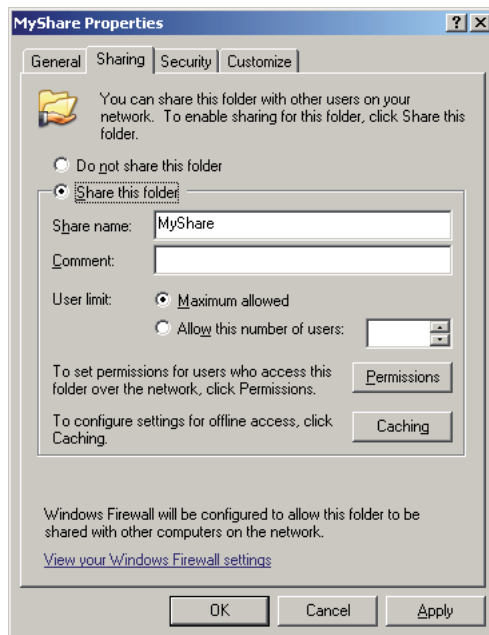 MyShare Properties
General Sharing Security Customize
You can share this folder with other users on your
network. To enable sharing for this folder, click Share this
folder.
Do not share this folder
Share this folder
Share name: MyShare
Comment:
User limit: Maximum allowed
Allow this number of users:
To set permissions for users who access this
folder over the network, click Permissions.
Permissions
To configure settings for offline access, click
Caching.
Caching
Windows Firewall will be configured to allow this folder to be
shared with other computers on the network.
View your Windows Firewall settings
OK Cancel Apply